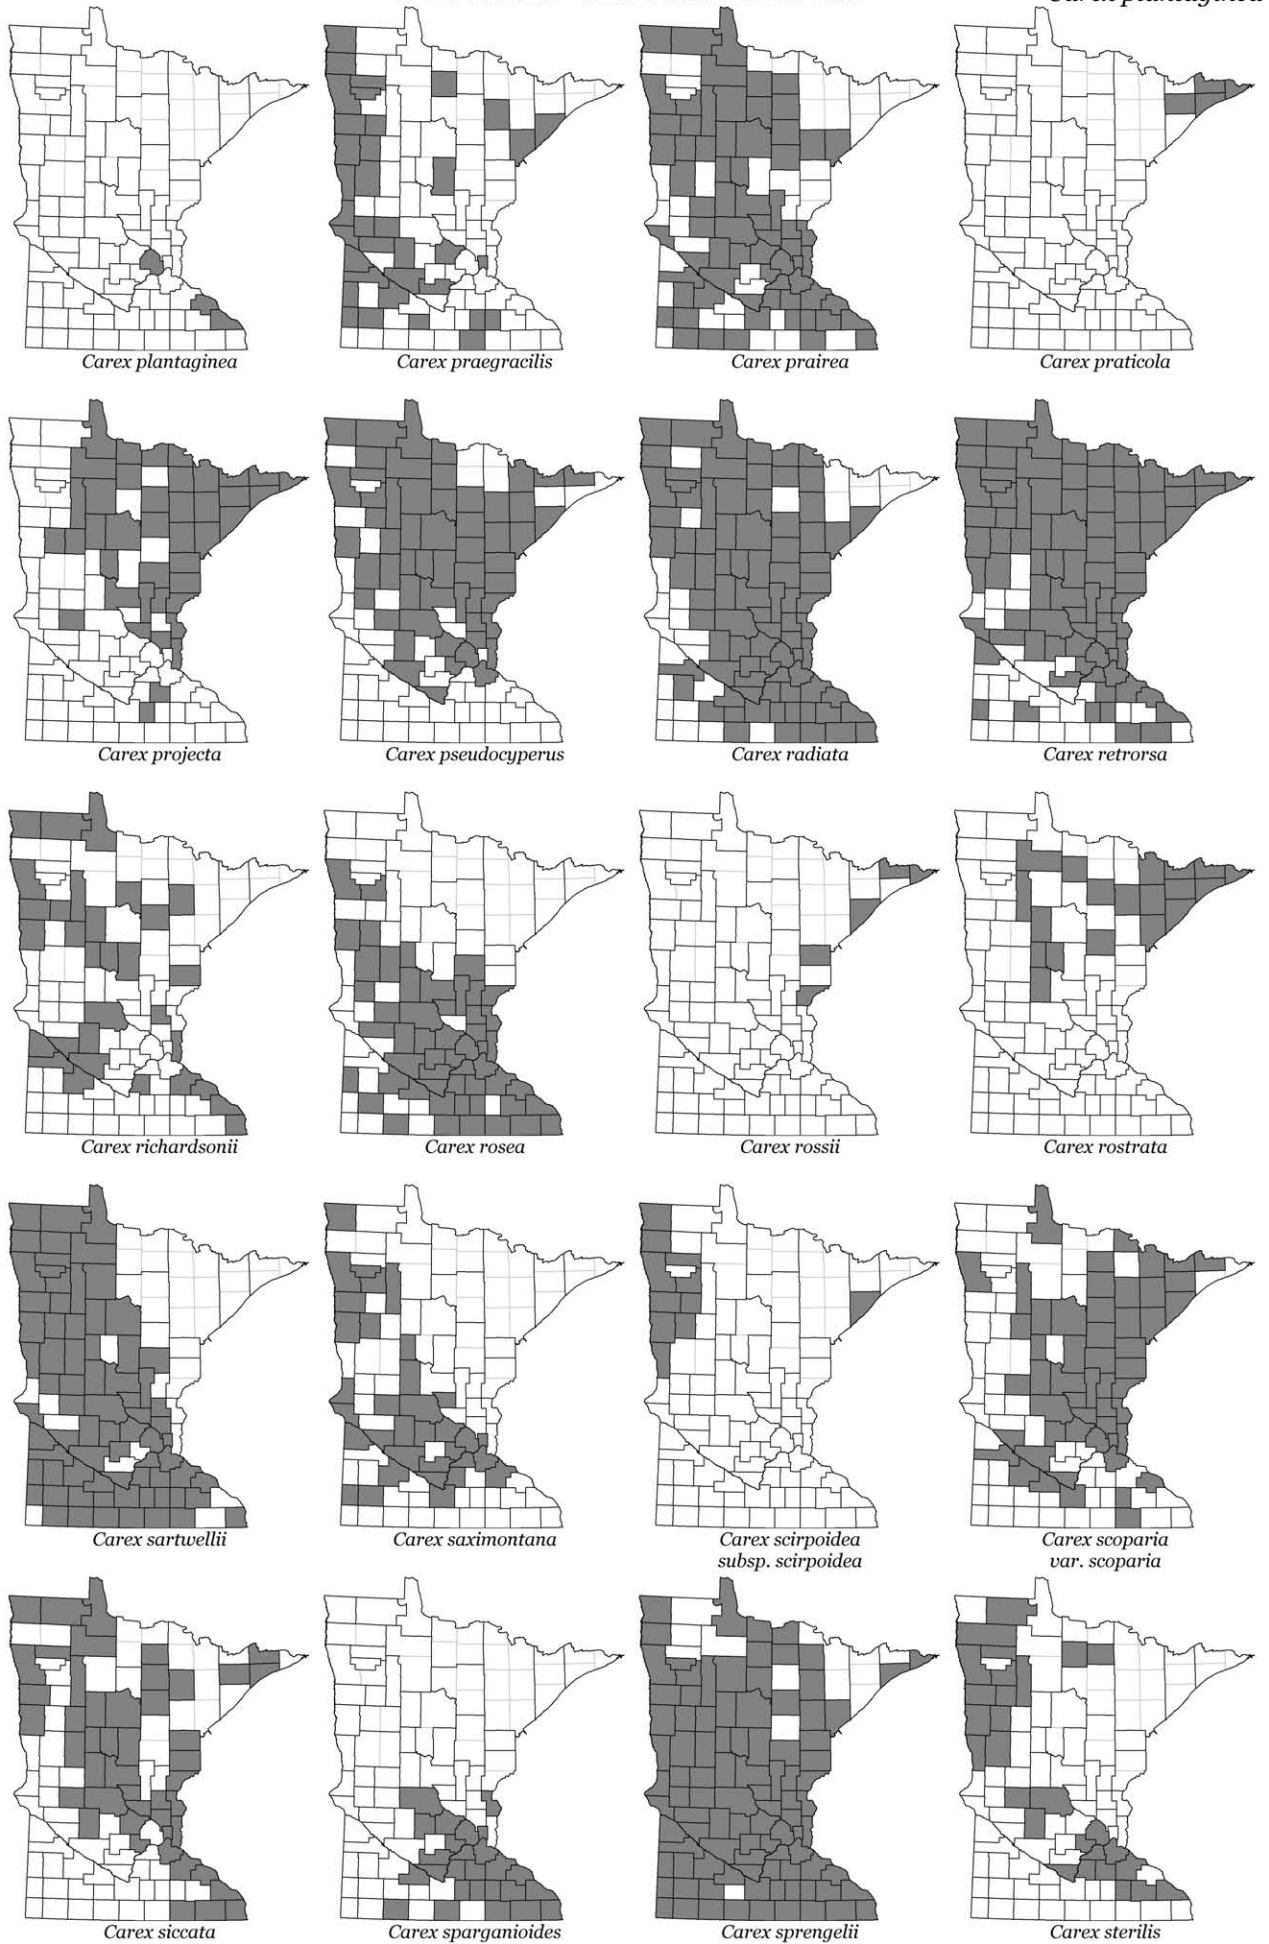 Carex plantaginea Carex praegracilis Carex prairea Carex praticola
Carex projecta Carex pseudocyperus Carex radiata Carex retrorsa
Carex richardsonii Carex rosea Carex rossii Carex rostrata
Carex sartwellii Carex saximontana Carex scirpoidea Carex scoparia
subsp. scirpoidea var. scoparia
Carex siccata Carex sparganioides Carex sprengelii Carex sterilis